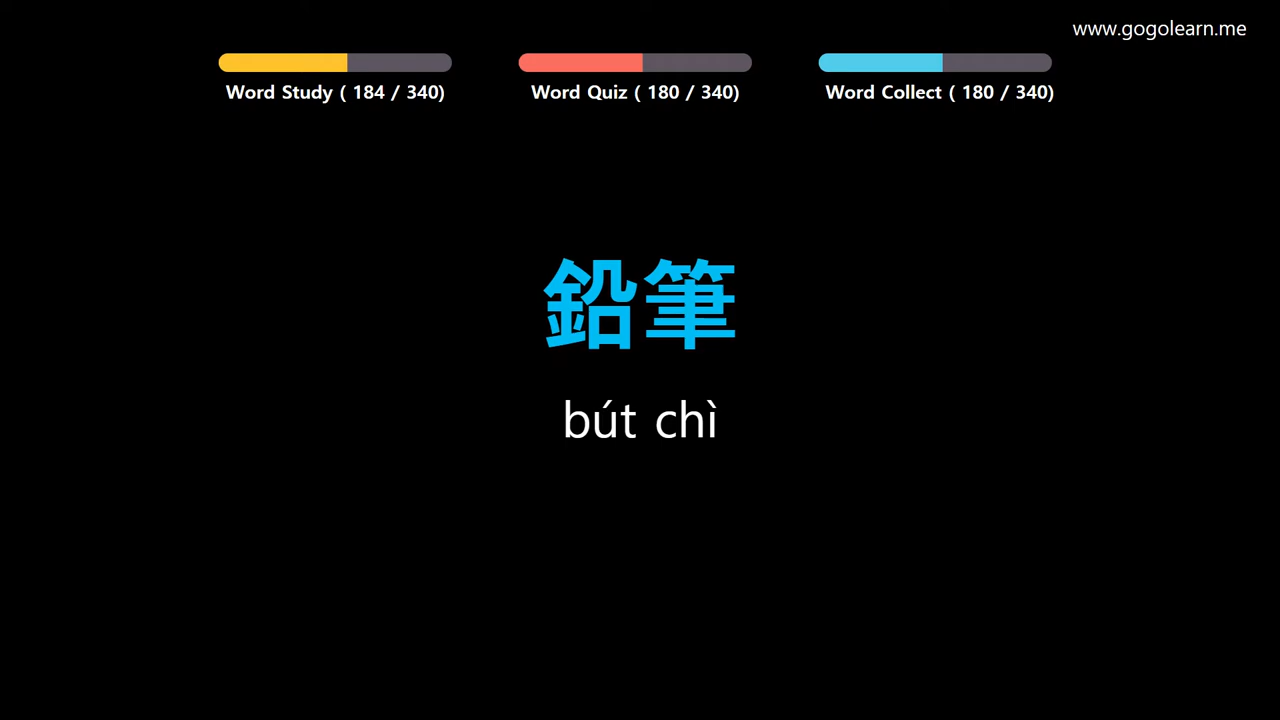 www.gogolearn.me
Word Study ( 184 / 340)
Word Quiz ( 180 / 340)
Word Collect ( 180 / 340)
鉛筆
bút chì